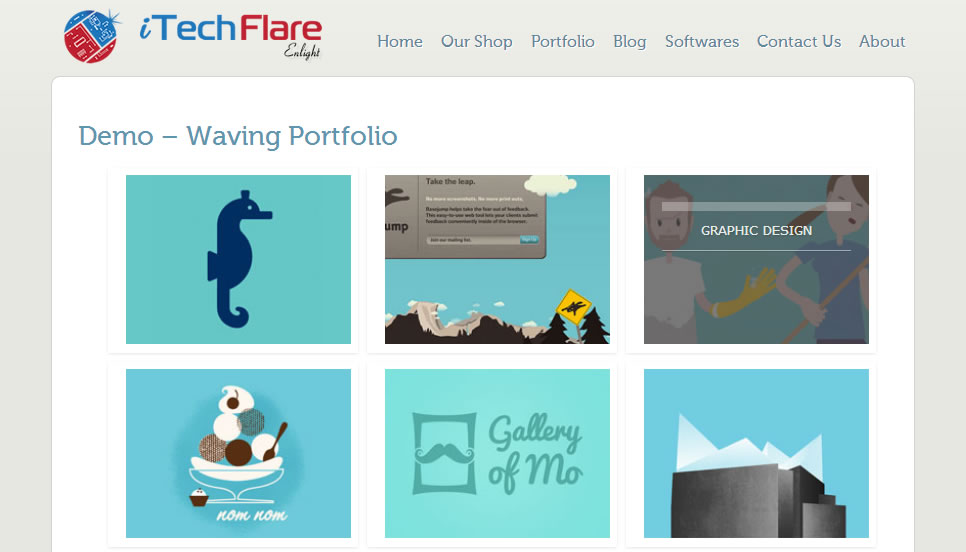 iTechFlare
Enlight
Home Our Shop Portfolio Blog Softwares Contact Us About
Demo – Waving Portfolio
Take the leap.
No more screenshots. No more print outs.
Basejump helps take the fear out of feedback.
This easy-to-use web tool lets your clients submit
feedback conveniently inside of the browser.
ump
Join our mailing list.
GRAPHIC DESIGN
nom nom
Gallery
of Mo